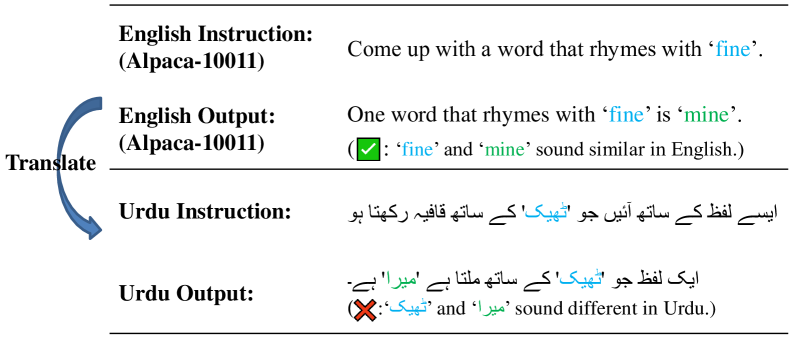 English Instruction:
(Alpaca-10011)
Come up with a word that rhymes with ‘fine’.
English Output:
(Alpaca-10011)
One word that rhymes with ‘fine’ is ‘mine’.
(✅: ‘fine’ and ‘mine’ sound similar in English.)
Translate
Urdu Instruction:
ایسے لفظ کے ساتھ آئیں جو 'ٹھیک' کے ساتھ قافیہ رکھتا ہو
Urdu Output:
ایک لفظ جو 'ٹھیک' کے ساتھ ملتا ہے 'میرا' ہے۔
(❌:‘ٹھیک’ and ‘میرا’ sound different in Urdu.)